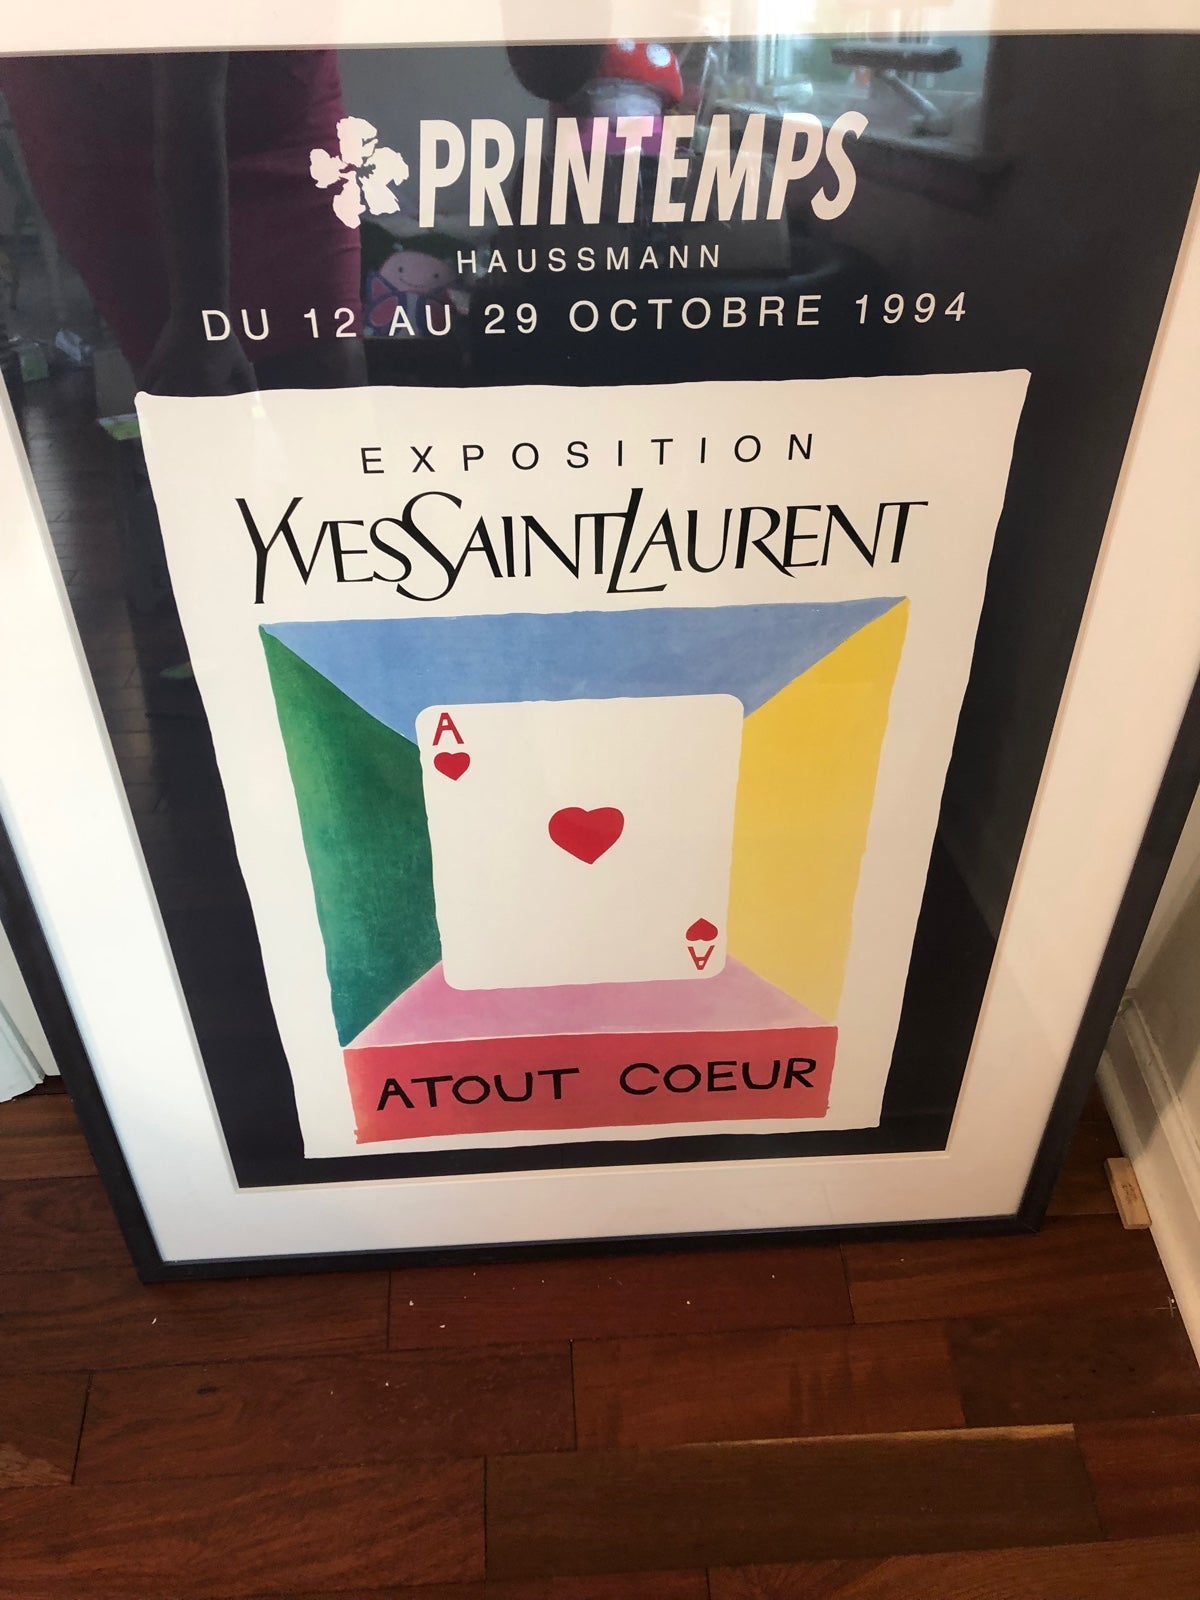 PRINTEMPS
HAUSSMANN
DU 12 AU 29 OCTOBRE 1994
EXPOSITION
YVESSAINTLAURENT
A
A
ATOUT COEUR